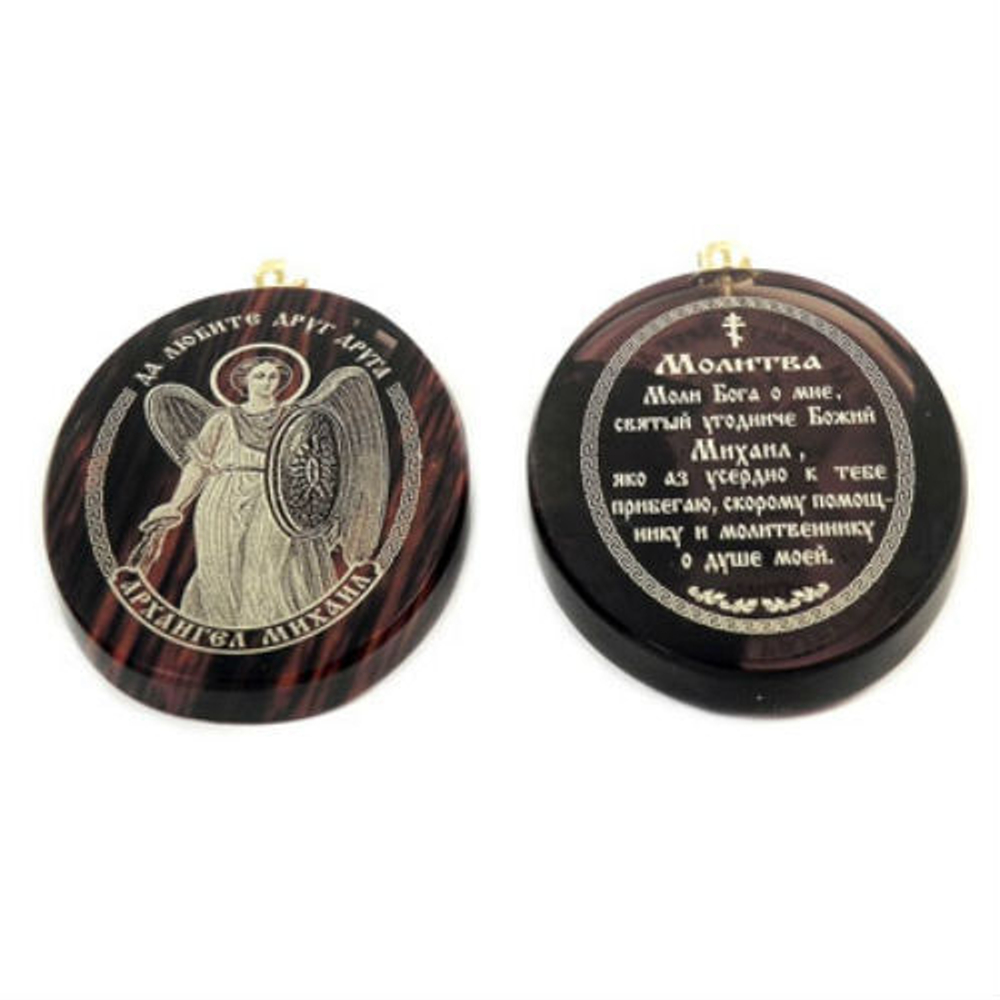 ДА ЛЮБИТЕ ДРУГ ДРУГА
АРХАНГЕЛ МИХАИЛ
Молитва
Моли Бога о мне,
святый угодниче Божий
Михаил,
яко аз усердно к тебе
прибегаю, скорому помощ-
нику и молитвеннику
о душе моей.